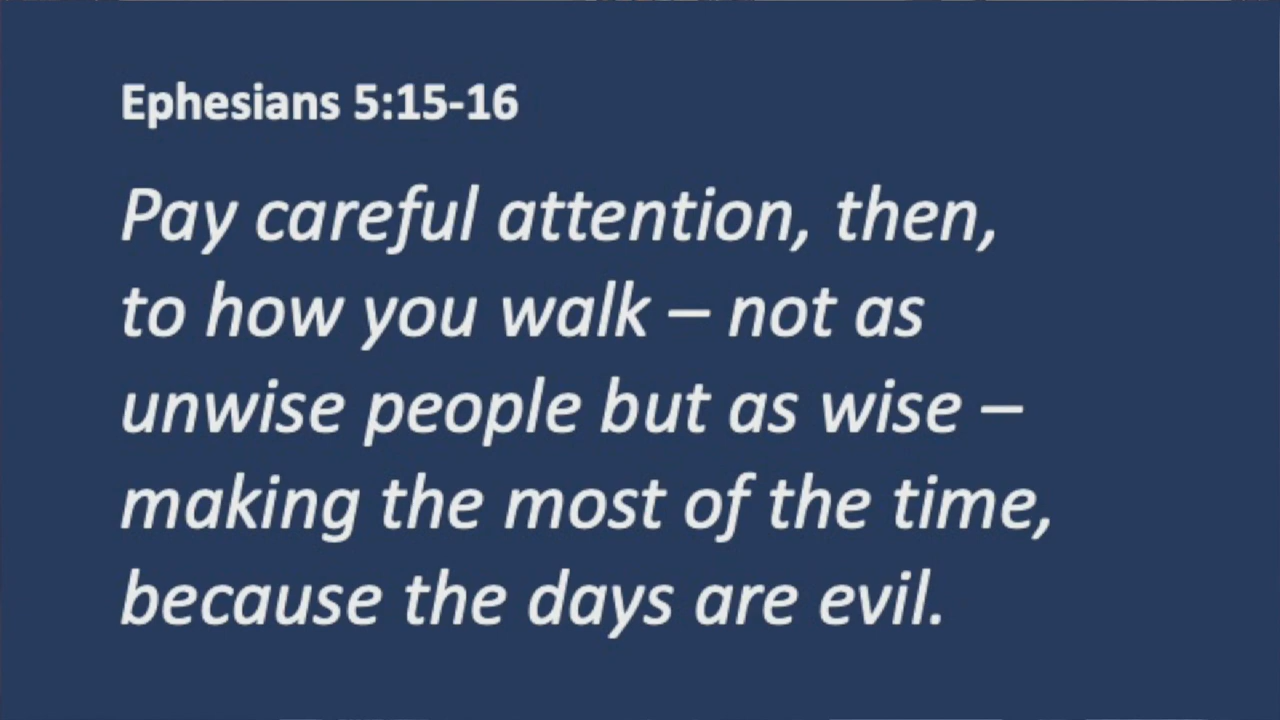 Ephesians 5:15-16
Pay careful attention, then,
to how you walk – not as
unwise people but as wise –
making the most of the time,
because the days are evil.